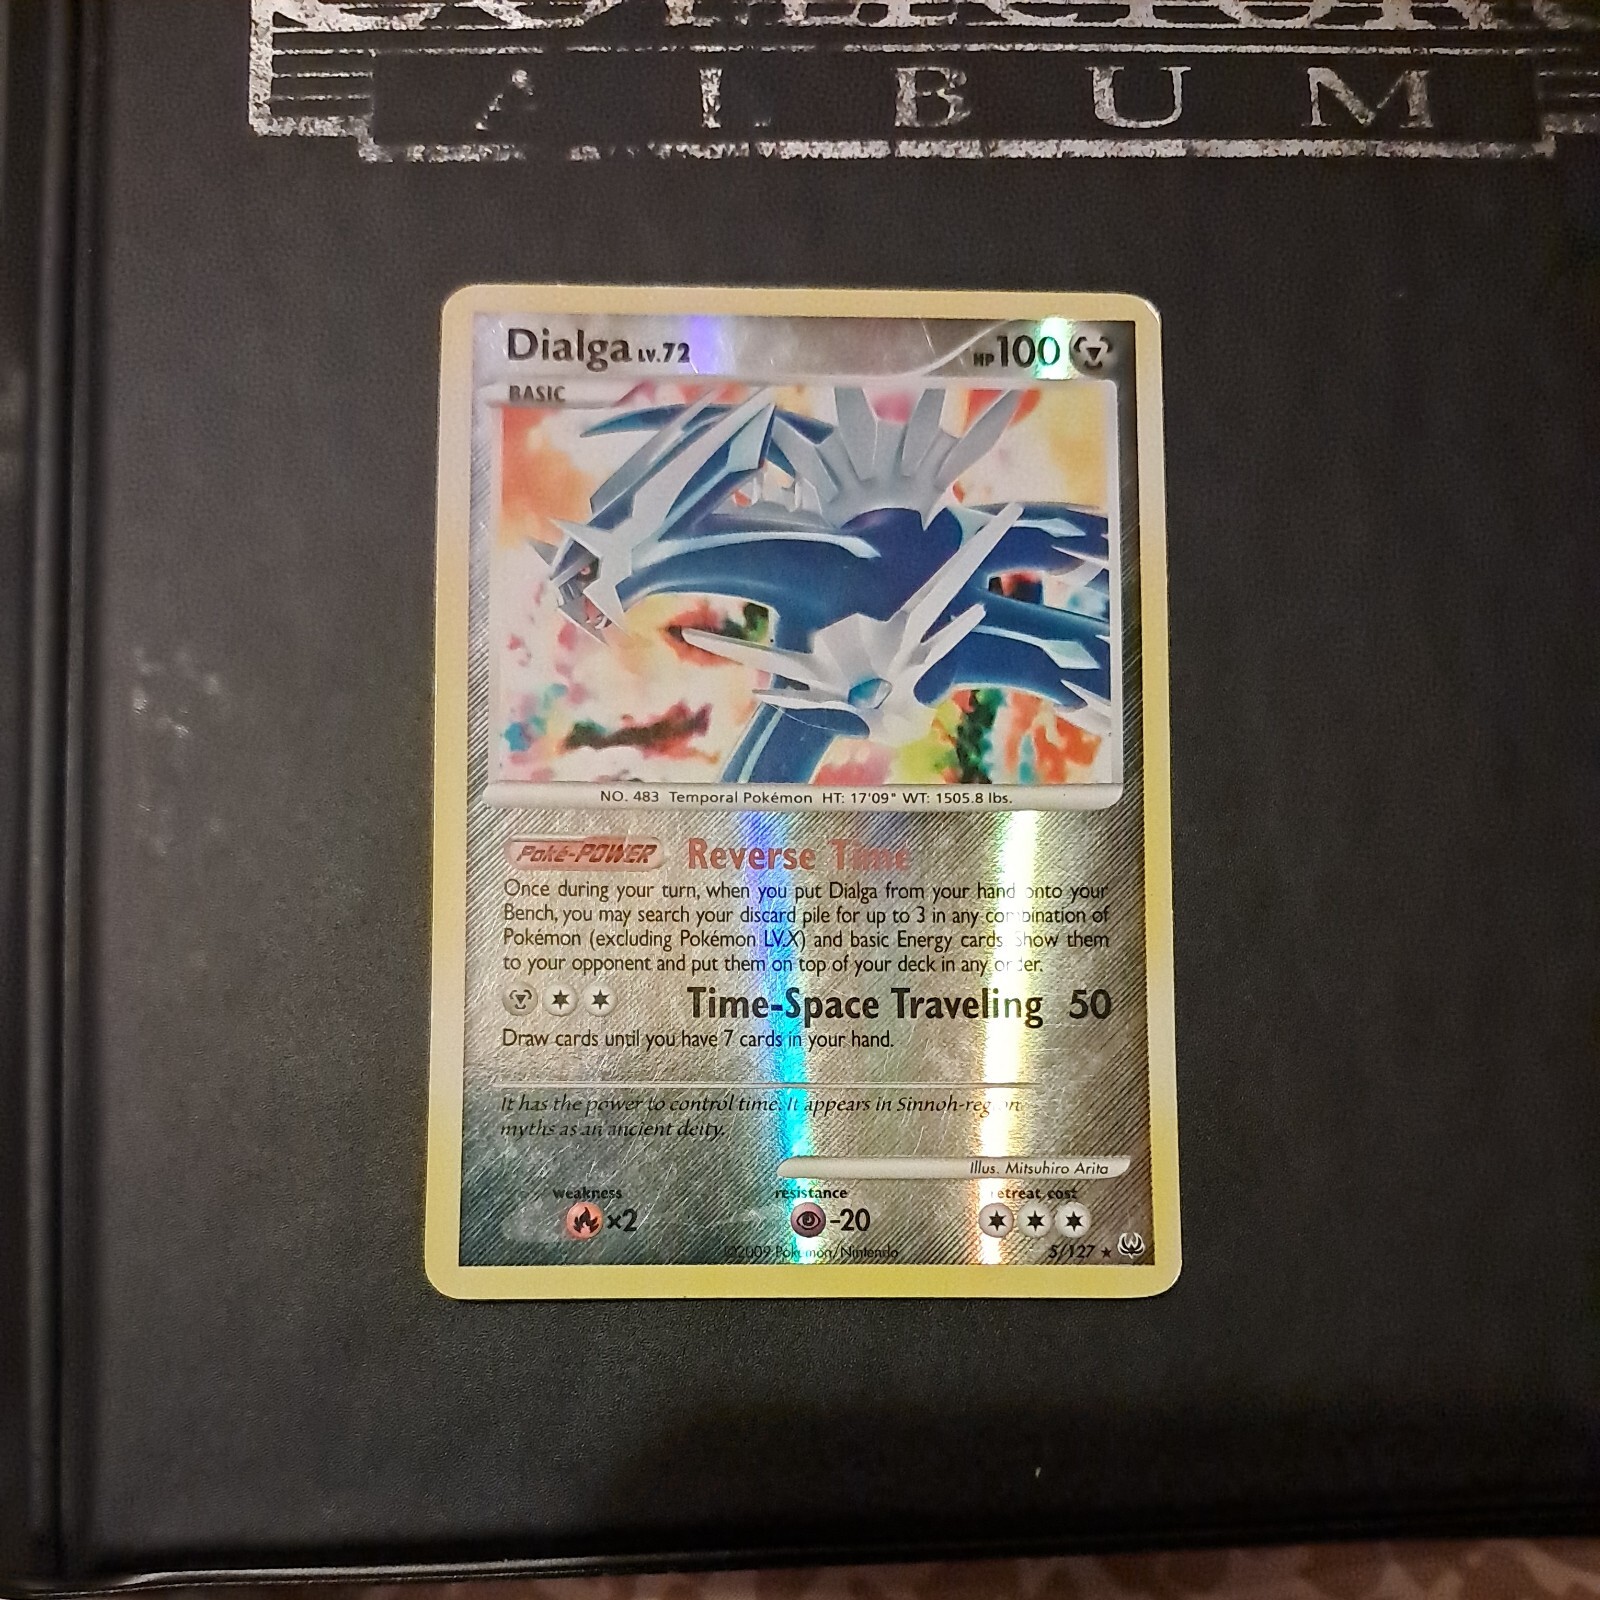 ALBUM
Dialga LV.72 HP 100
BASIC
NO. 483 Temporal Pokémon HT: 17'09" WT: 1505.8 lbs.
Poké-POWER Reverse Time
Once during your turn, when you put Dialga from your hand onto your
Bench, you may search your discard pile for up to 3 in any combination of
Pokémon (excluding Pokémon LV.X) and basic Energy cards. Show them
to your opponent and put them on top of your deck in any order.
Time-Space Traveling 50
Draw cards until you have 7 cards in your hand.
It has the power to control time. It appears in Sinnoh-region
myths as an ancient deity.
Illus. Mitsuhiro Arita
weakness resistance retreat cost
×2 -20
©2009 Pokémon/Nintendo 5/127